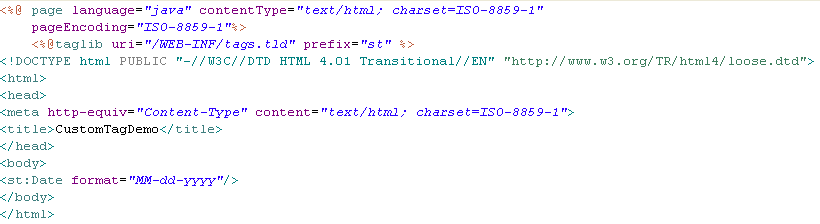 <%@ page language="java" contentType="text/html; charset=ISO-8859-1"
    pageEncoding="ISO-8859-1"%>
    <%@taglib uri="/WEB-INF/tags.tld" prefix="st" %>
<!DOCTYPE html PUBLIC "-//W3C//DTD HTML 4.01 Transitional//EN" "http://www.w3.org/TR/html4/loose.dtd">
<html>
<head>
<meta http-equiv="Content-Type" content="text/html; charset=ISO-8859-1">
<title>CustomTagDemo</title>
</head>
<body>
<st:Date format="MM-dd-yyyy"/>
</body>
</html>